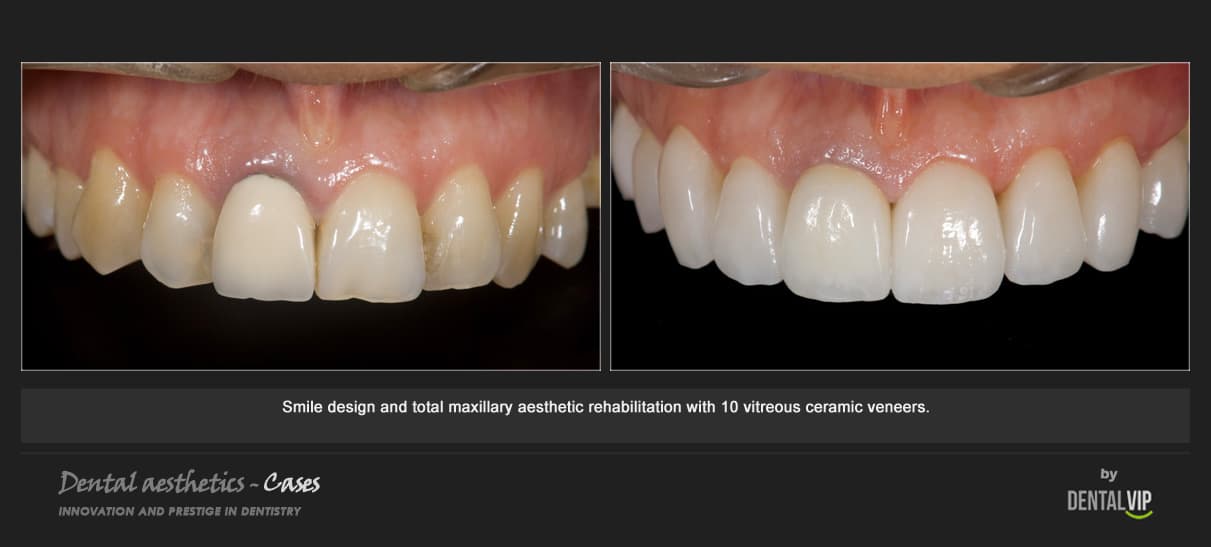 Smile design and total maxillary aesthetic rehabilitation with 10 vitreous ceramic veneers.
Dental aesthetics - Cases
INNOVATION AND PRESTIGE IN DENTISTRY
by
DENTALVIP